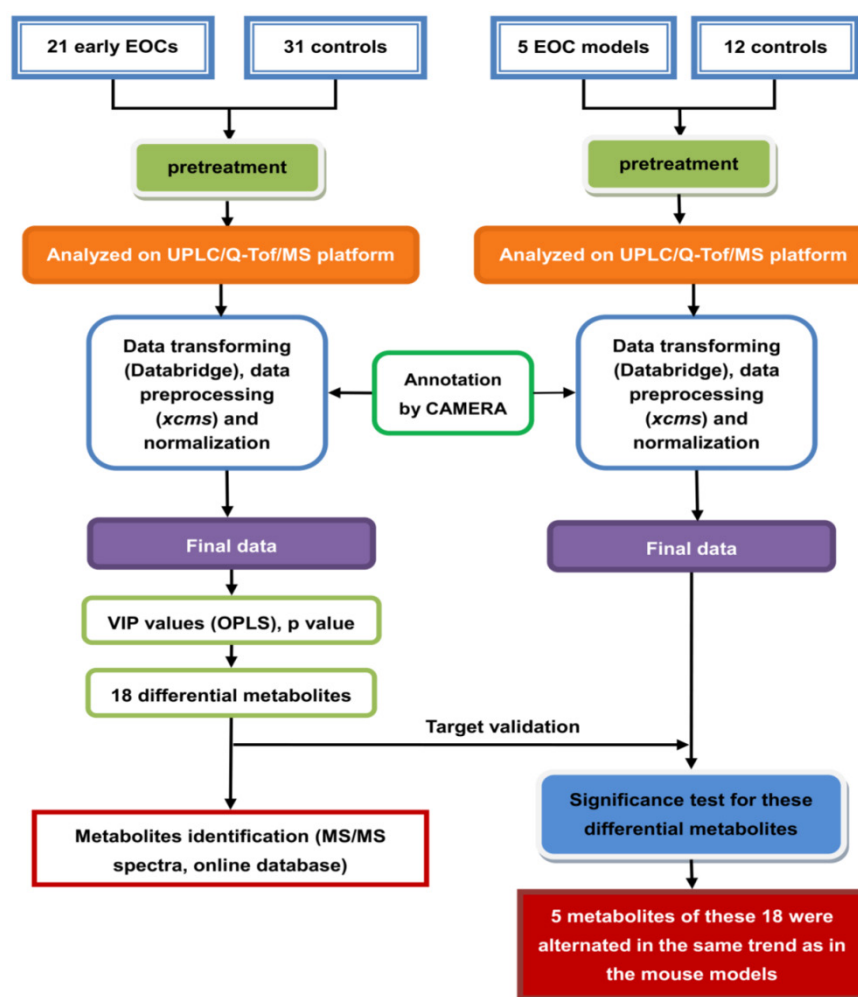 21 early EOCs
31 controls
5 EOC models
12 controls
pretreatment
pretreatment
Analyzed on UPLC/Q-Tof/MS platform
Analyzed on UPLC/Q-Tof/MS platform
Data transforming
(Databridge), data
preprocessing
(xcms) and
normalization
Annotation
by CAMERA
Data transforming
(Databridge), data
preprocessing
(xcms) and
normalization
Final data
Final data
VIP values (OPLS), p value
18 differential metabolites
Target validation
Metabolites identification (MS/MS
spectra, online database)
Significance test for these
differential metabolites
5 metabolites of these 18 were
alternated in the same trend as in
the mouse models